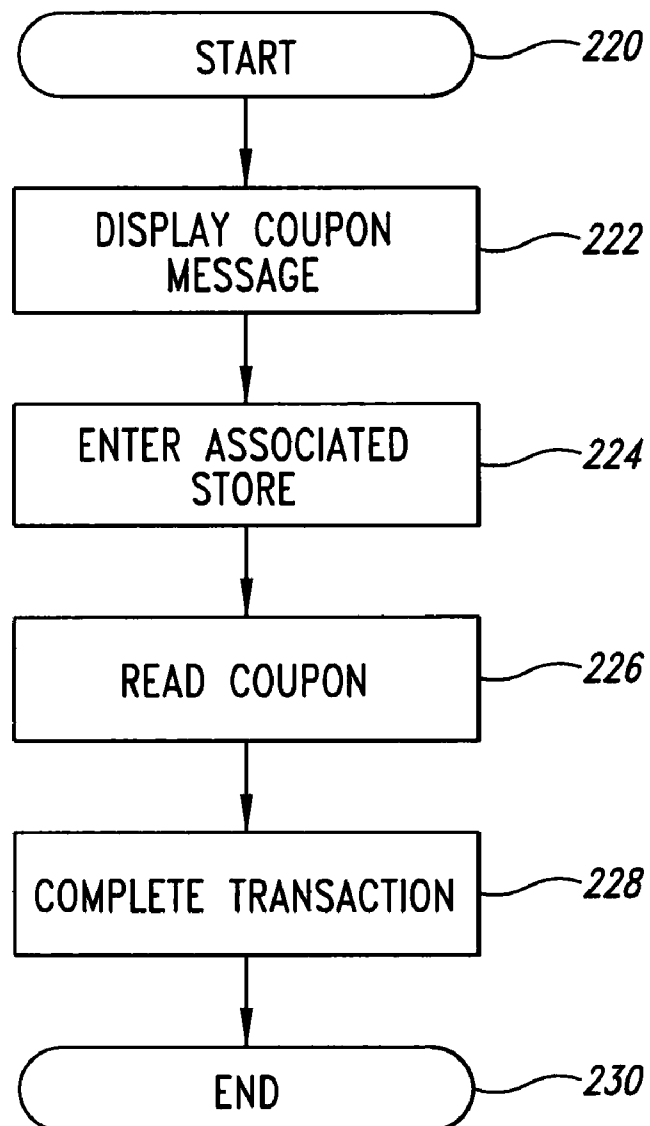 START
220
DISPLAY COUPON
MESSAGE
222
ENTER ASSOCIATED
STORE
224
READ COUPON
226
COMPLETE TRANSACTION
228
END
230